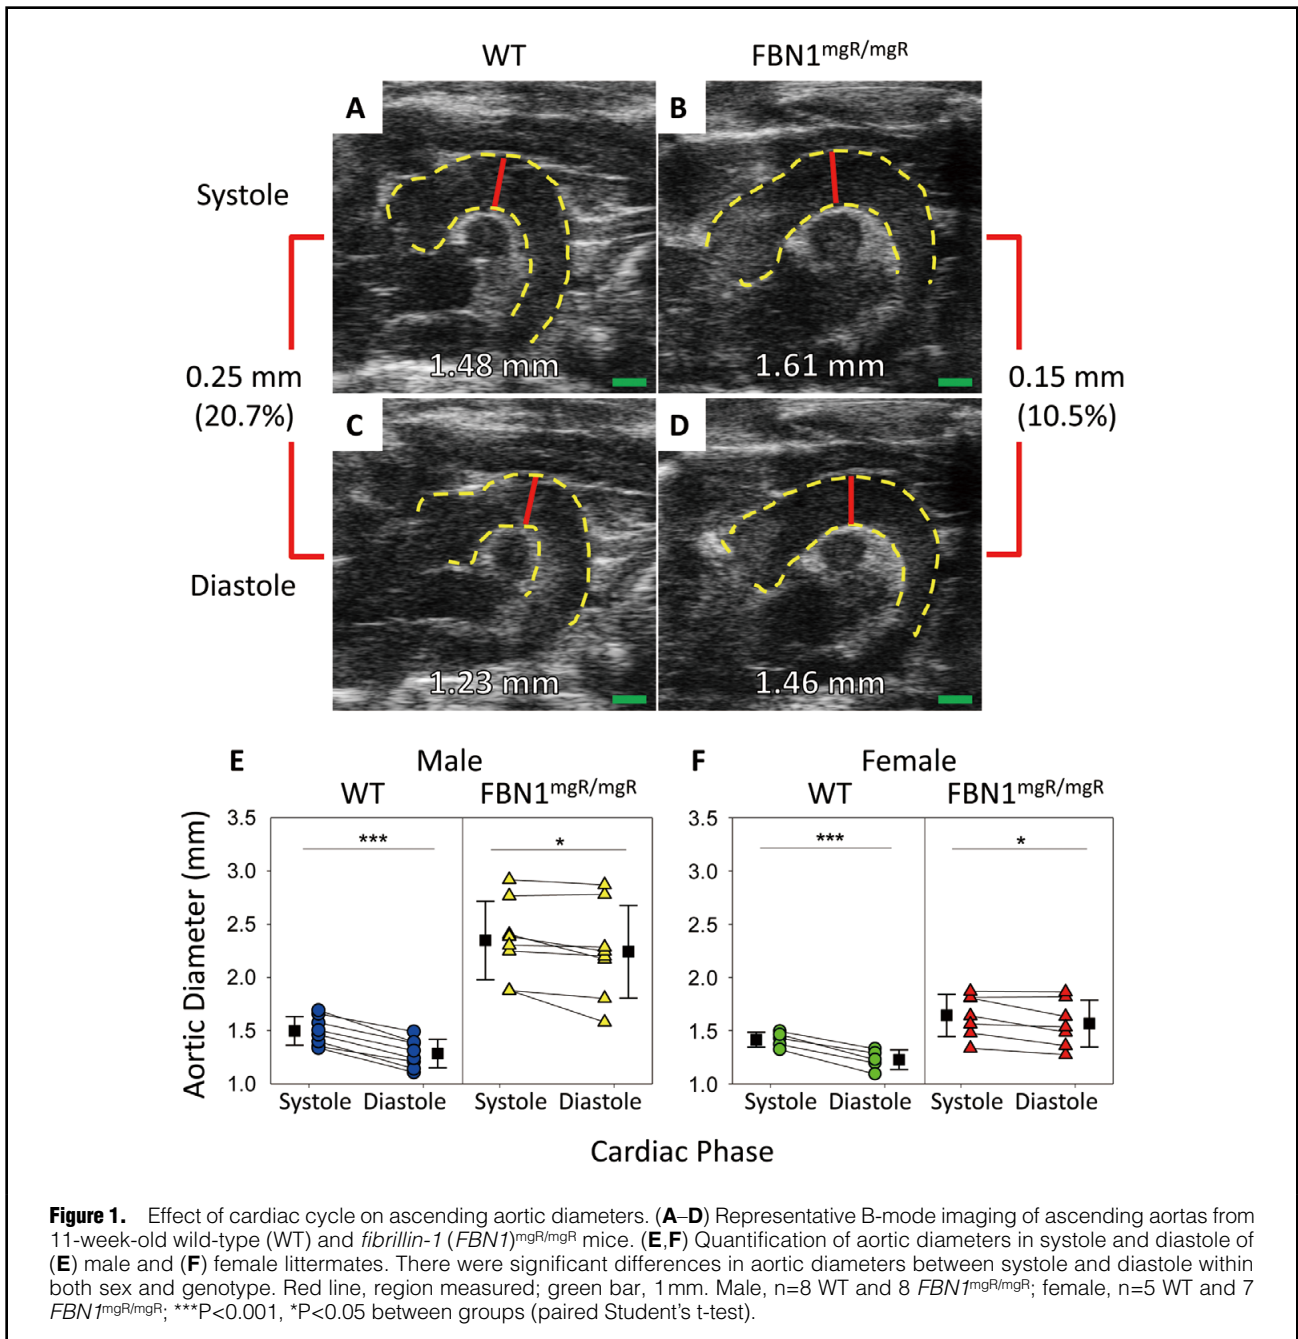 WT FBN1mgR/mgR
A B
Systole
1.48 mm 1.61 mm
0.25 mm
(20.7%)
0.15 mm
(10.5%)
C D
Diastole
1.23 mm 1.46 mm
E Male
WT FBN1mgR/mgR
F Female
WT FBN1mgR/mgR
Aortic Diameter (mm)
3.5
3.0
2.5
2.0
1.5
1.0
*** *
3.5
3.0
2.5
2.0
1.5
1.0
*** *
Systole Diastole Systole Diastole
Systole Diastole Systole Diastole
Cardiac Phase
Figure 1. Effect of cardiac cycle on ascending aortic diameters. (A–D) Representative B-mode imaging of ascending aortas from
11-week-old wild-type (WT) and fibrillin-1 (FBN1)mgR/mgR mice. (E,F) Quantification of aortic diameters in systole and diastole of
(E) male and (F) female littermates. There were significant differences in aortic diameters between systole and diastole within
both sex and genotype. Red line, region measured; green bar, 1 mm. Male, n=8 WT and 8 FBN1mgR/mgR; female, n=5 WT and 7
FBN1mgR/mgR; ***P<0.001, *P<0.05 between groups (paired Student's t-test).